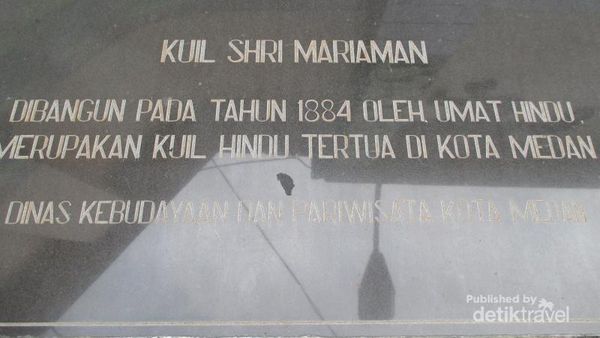 KUIL SHRI MARIAMAN
DIBANGUN PADA TAHUN 1884 OLEH, UMAT HINDU,
MERUPAKAN KUIL HINDU TERTUA DI KOTA MEDAN
DINAS KEBUDAYAAN DAN PARIWISATA KOTA MEDAN
Published by
detiktravel